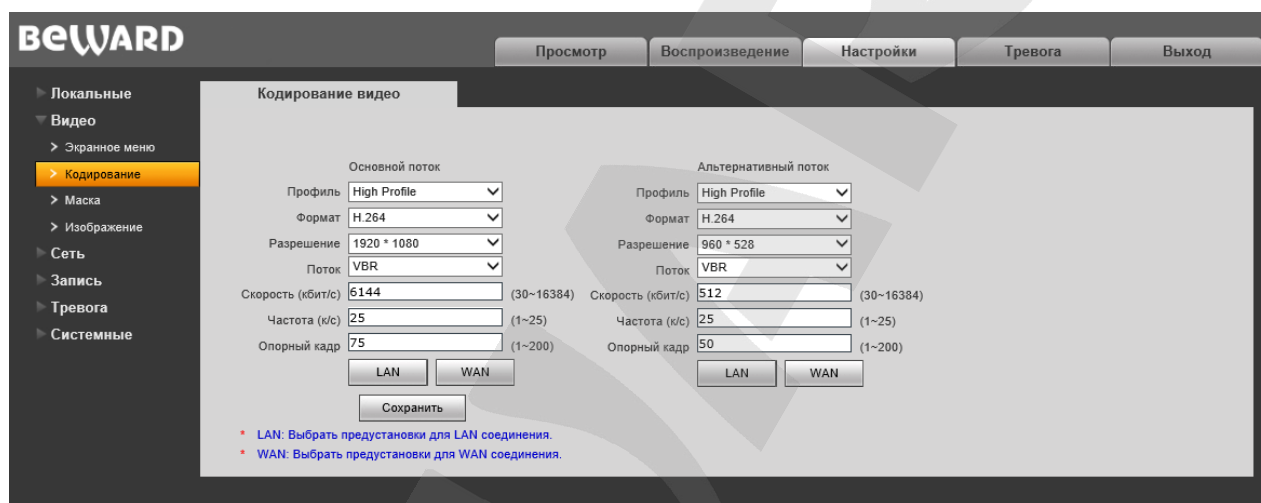 BEWARD
Просмотр Воспроизведение Настройки Тревога Выход
Локальные
Видео
> Экранное меню
> Кодирование
> Маска
> Изображение
Сеть
Запись
Тревога
Системные
Кодирование видео
Основной поток
Профиль High Profile
Формат H.264
Разрешение 1920 * 1080
Поток VBR
Скорость (кбит/с) 6144 (30~16384)
Частота (к/с) 25 (1~25)
Опорный кадр 75 (1~200)
LAN WAN
Альтернативный поток
Профиль High Profile
Формат H.264
Разрешение 960 * 528
Поток VBR
Скорость (кбит/с) 512 (30~16384)
Частота (к/с) 25 (1~25)
Опорный кадр 50 (1~200)
LAN WAN
Сохранить
* LAN: Выбрать предустановки для LAN соединения.
* WAN: Выбрать предустановки для WAN соединения.